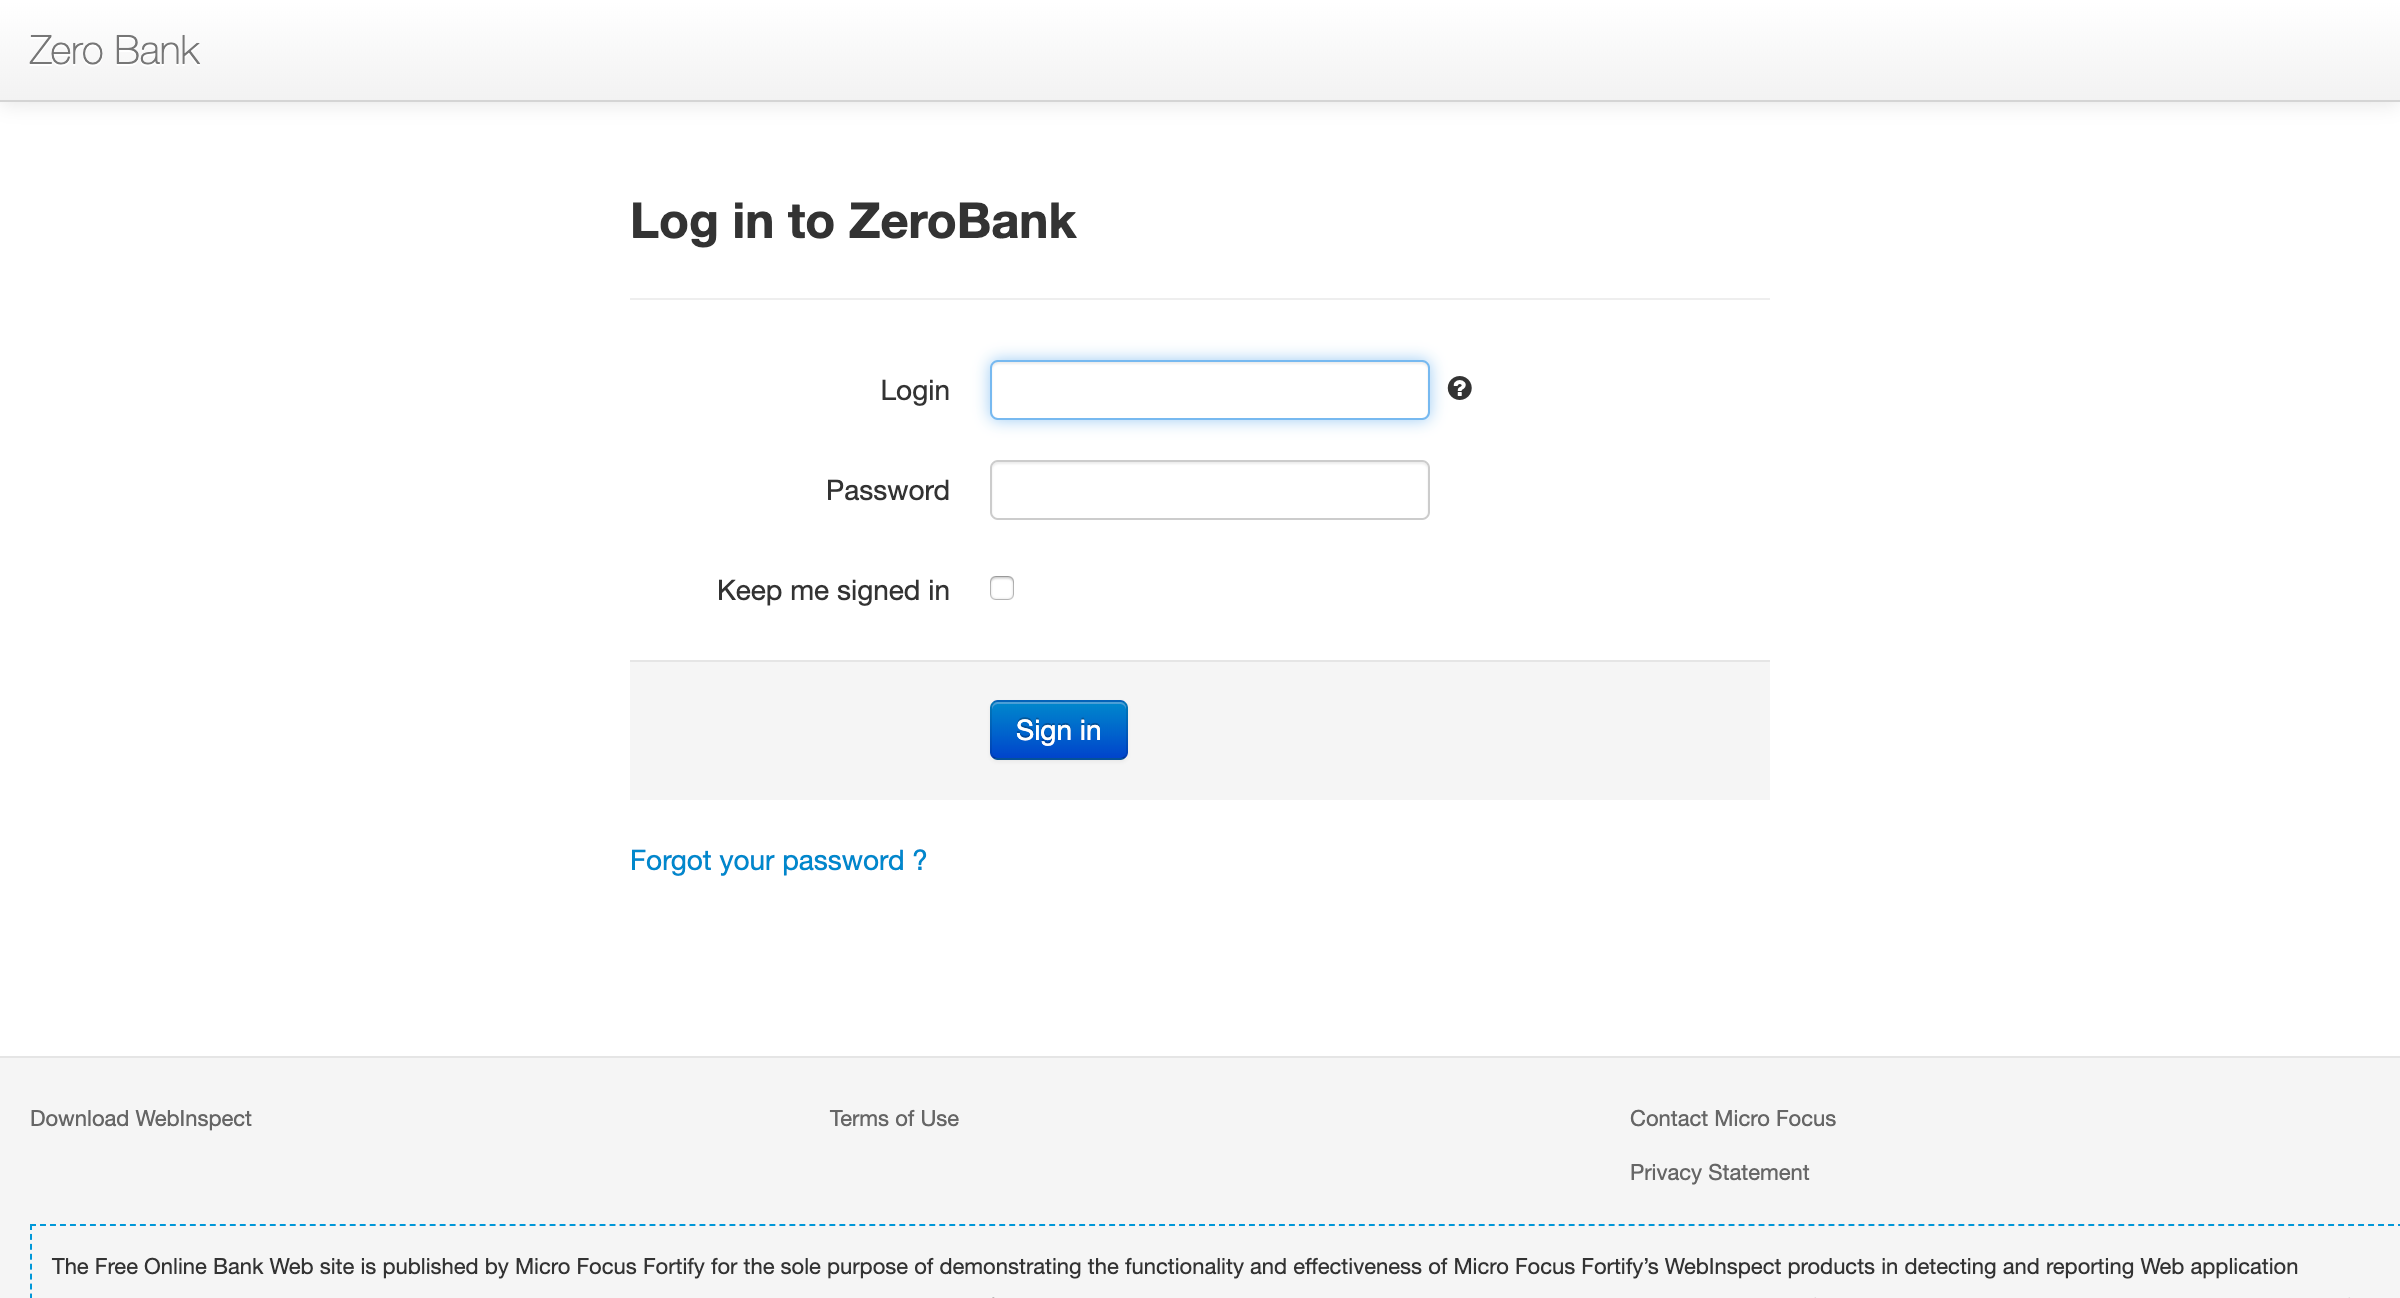 Zero Bank
Log in to ZeroBank
Login
Password
Keep me signed in
Sign in
Forgot your password ?
Download WebInspect
Terms of Use
Contact Micro Focus
Privacy Statement
The Free Online Bank Web site is published by Micro Focus Fortify for the sole purpose of demonstrating the functionality and effectiveness of Micro Focus Fortify’s WebInspect products in detecting and reporting Web application